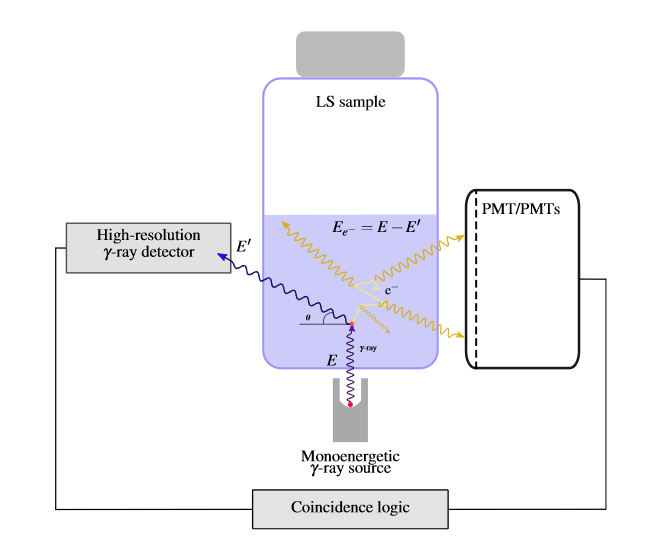 LS sample
PMT/PMTs
E_{e^-} = E − E′
High-resolution
γ-ray detector
E′
e⁻
θ
γ-ray
E
Monoenergetic
γ-ray source
Coincidence logic